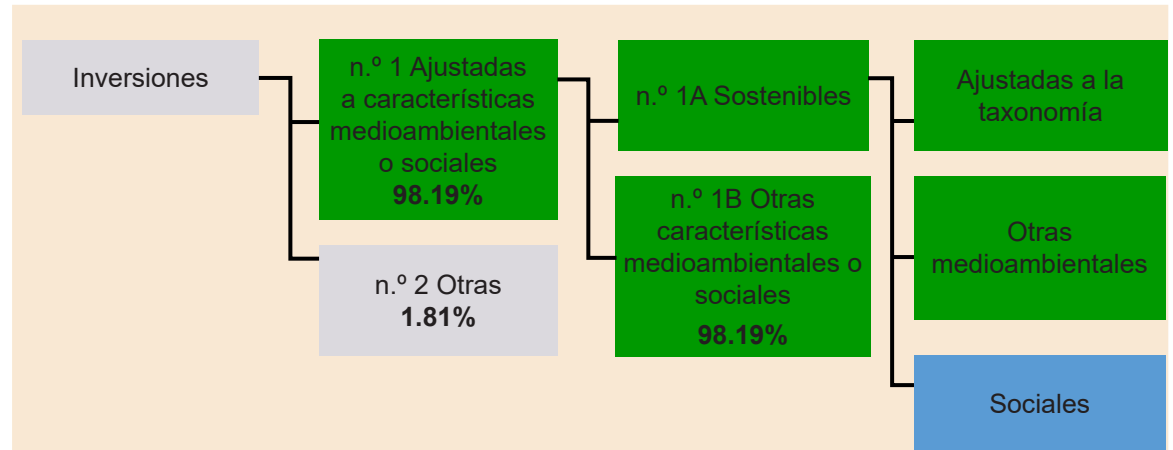 Inversiones
n.º 1 Ajustadas
a características
medioambientales
o sociales
98.19%
n.º 2 Otras
1.81%
n.º 1A Sostenibles
n.º 1B Otras
características
medioambientales o
sociales
98.19%
Ajustadas a la
taxonomía
Otras
medioambientales
Sociales